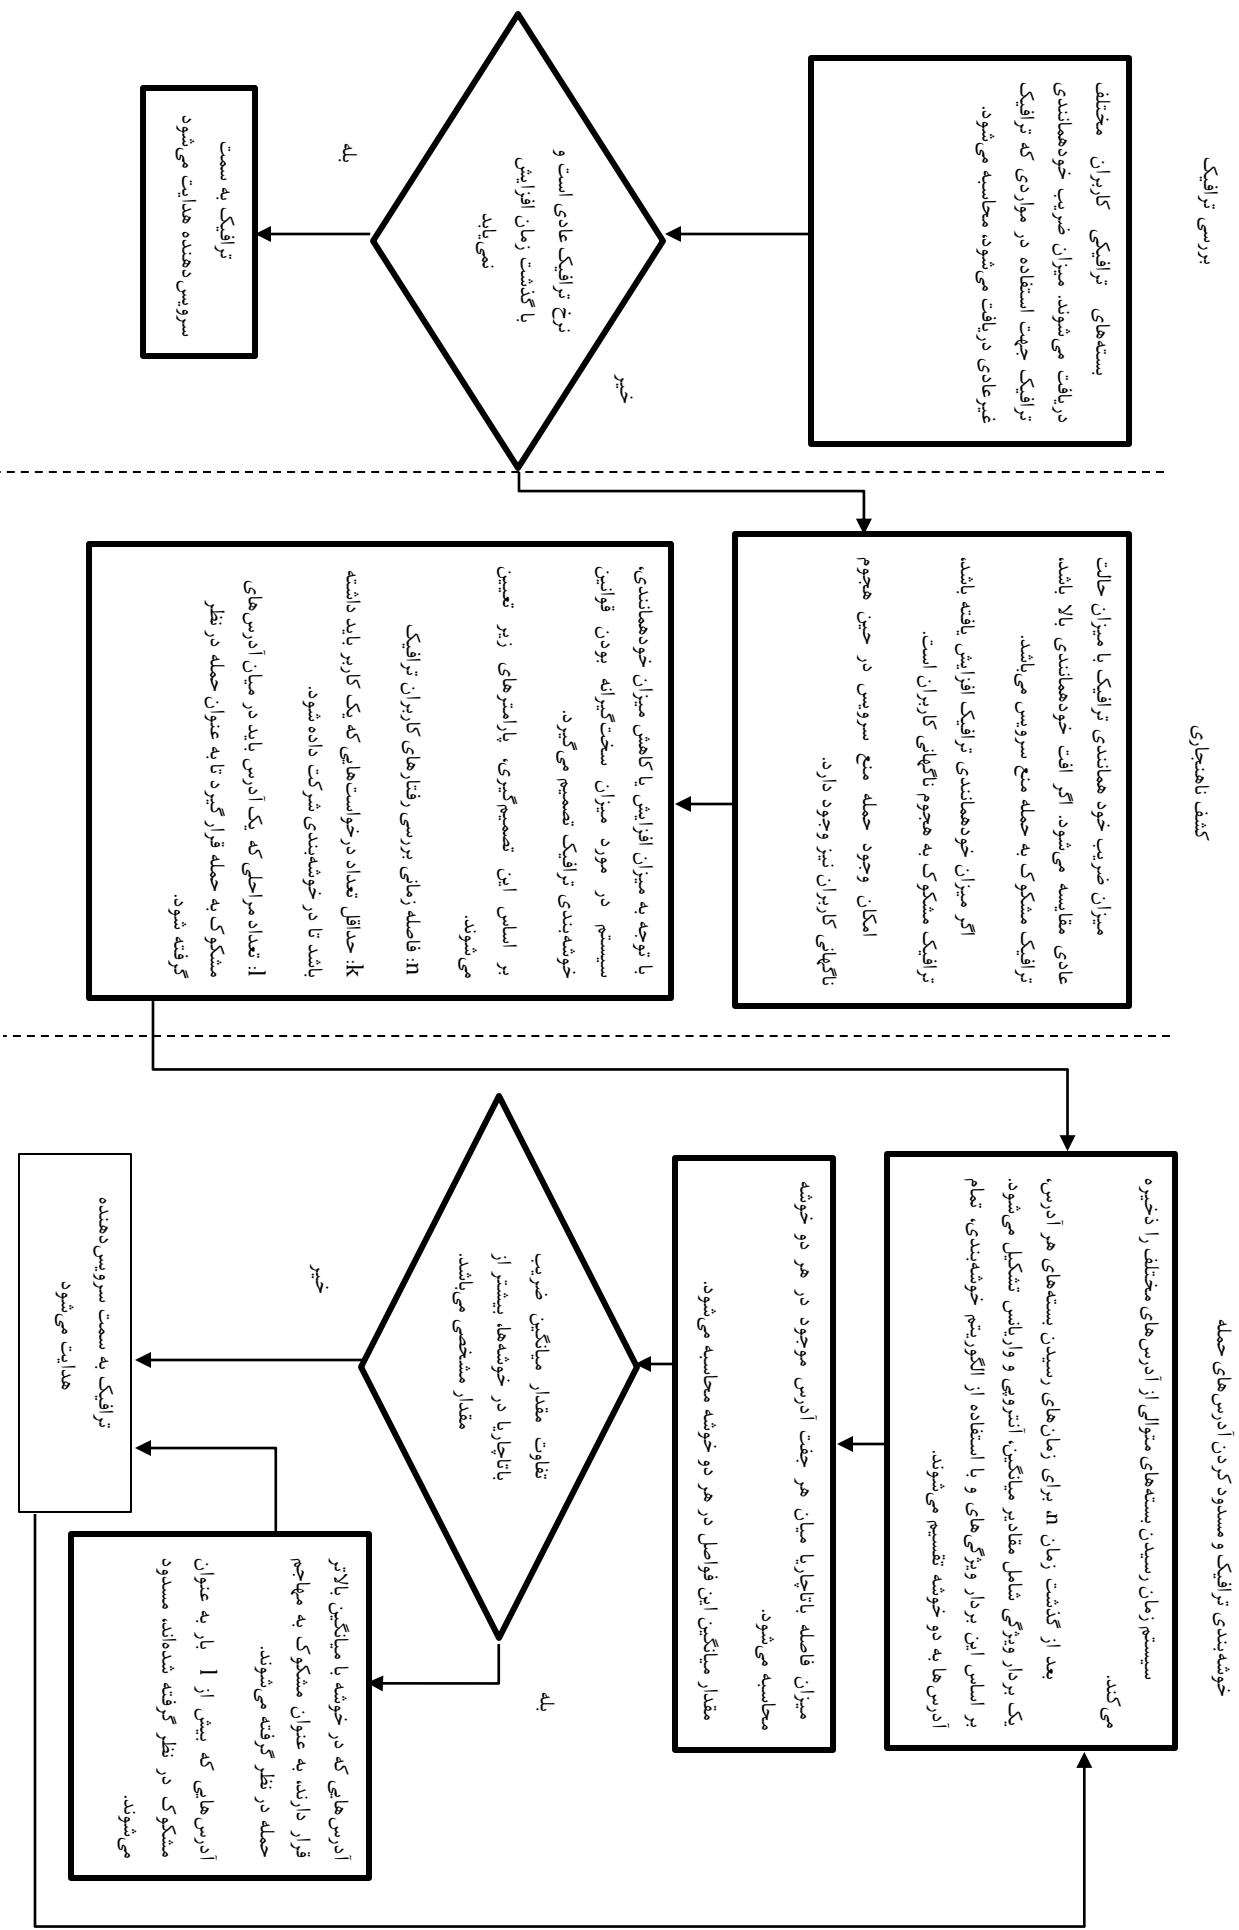 بررسی ترافیک
بسته‌های ترافیکی کاربران مختلف
دریافت می‌شوند. میزان ضریب خودهمانندی
ترافیک جهت استفاده در مواردی که ترافیک
غیرعادی دریافت می‌شود، محاسبه می‌شود.
نرخ ترافیک عادی است و
با گذشت زمان افزایش
نمی‌یابد
بله
خیر
ترافیک به سمت
سرویس‌دهنده هدایت می‌شود
کشف ناهنجاری
میزان ضریب خود همانندی ترافیک با میزان حالت
عادی مقایسه می‌شود. اگر افت خودهمانندی بالا باشد،
ترافیک مشکوک به حمله منع سرویس می‌باشد.
اگر میزان خودهمانندی ترافیک افزایش یافته باشد،
ترافیک مشکوک به هجوم ناگهانی کاربران است.
امکان وجود حمله منع سرویس در حین هجوم
ناگهانی کاربران نیز وجود دارد.
با توجه به میزان افزایش یا کاهش میزان خودهمانندی،
سیستم در مورد میزان سخت‌گیرانه بودن قوانین
خوشه‌بندی ترافیک تصمیم می‌گیرد.
بر اساس این تصمیم‌گیری، پارامترهای زیر تعیین
می‌شوند.
n: فاصله زمانی بررسی رفتارهای کاربران ترافیک
k: حداقل تعداد درخواست‌هایی که یک کاربر باید داشته
باشد تا در خوشه‌بندی شرکت داده شود.
l: تعداد مراحلی که یک آدرس باید در میان آدرس‌های
مشکوک به حمله قرار گیرد تا به عنوان حمله در نظر
گرفته شود.
خوشه‌بندی ترافیک و مسدود کردن آدرس‌های حمله
سیستم زمان رسیدن بسته‌های متوالی از آدرس‌های مختلف را ذخیره
می‌کند.
بعد از گذشت زمان n، برای زمان‌های رسیدن بسته‌های هر آدرس،
یک بردار ویژگی شامل مقادیر میانگین، آنتروپی و واریانس تشکیل می‌شود.
بر اساس این بردار ویژگی‌های و با استفاده از الگوریتم خوشه‌بندی، تمام
آدرس‌ها به دو خوشه تقسیم می‌شوند.
میزان فاصله باتاچاریا میان هر جفت آدرس موجود در هر دو خوشه
محاسبه می‌شود.
مقدار میانگین این فواصل در هر دو خوشه محاسبه می‌شود.
تفاوت مقدار میانگین ضریب
باتاچاریا در خوشه‌ها، بیشتر از
مقدار مشخصی می‌باشد.
خیر
بله
ترافیک به سمت سرویس‌دهنده
هدایت می‌شود
آدرس‌هایی که در خوشه با میانگین بالاتر
قرار دارند، به عنوان مشکوک به مهاجم
حمله در نظر گرفته می‌شوند.
آدرس‌هایی که بیش از l بار به عنوان
مشکوک در نظر گرفته شده‌اند، مسدود
می‌شوند.